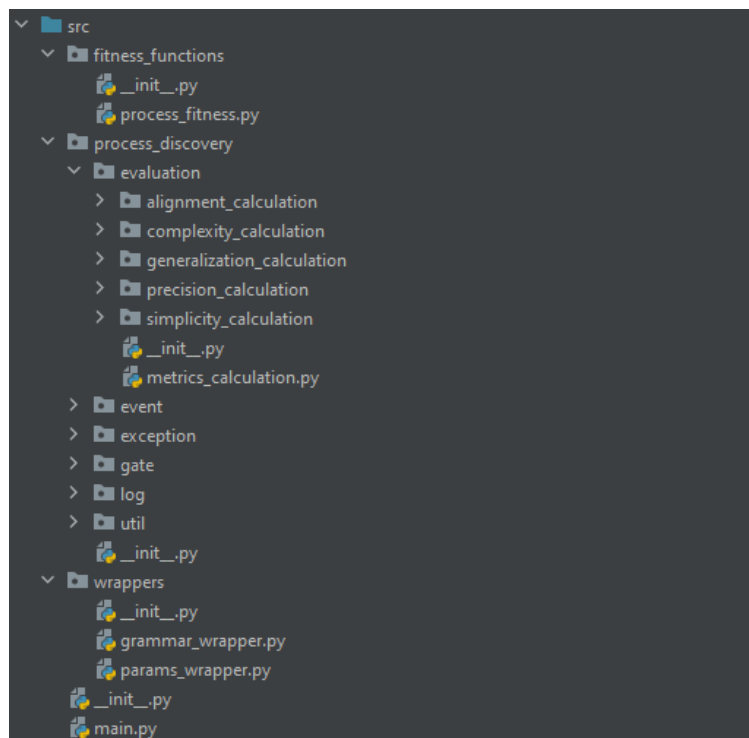 src
fitness_functions
__init__.py
process_fitness.py
process_discovery
evaluation
alignment_calculation
complexity_calculation
generalization_calculation
precision_calculation
simplicity_calculation
__init__.py
metrics_calculation.py
event
exception
gate
log
util
__init__.py
wrappers
__init__.py
grammar_wrapper.py
params_wrapper.py
__init__.py
main.py